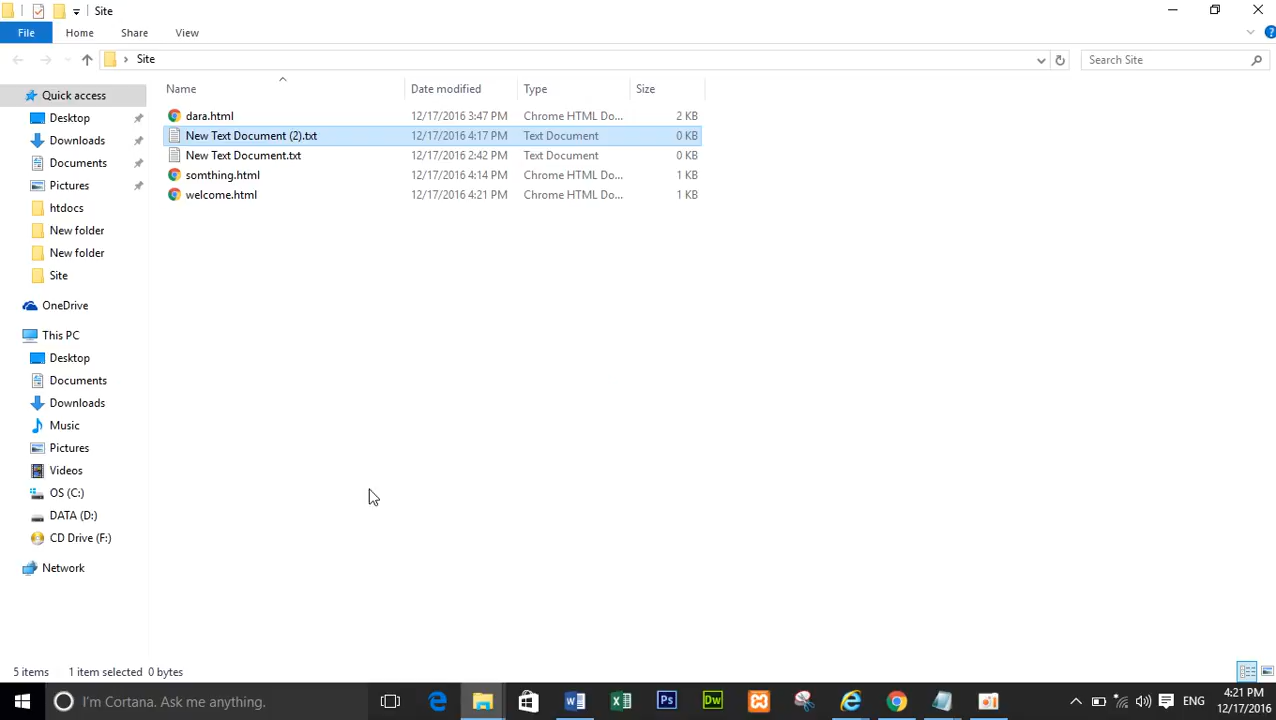 Site
File Home Share View
Site
Search Site
Name Date modified Type Size
Quick access
Desktop
Downloads
Documents
Pictures
htdocs
New folder
New folder
Site
OneDrive
This PC
Desktop
Documents
Downloads
Music
Pictures
Videos
OS (C:)
DATA (D:)
CD Drive (F:)
Network
dara.html 12/17/2016 3:47 PM Chrome HTML Do... 2 KB
New Text Document (2).txt 12/17/2016 4:17 PM Text Document 0 KB
New Text Document.txt 12/17/2016 2:42 PM Text Document 0 KB
somthing.html 12/17/2016 4:14 PM Chrome HTML Do... 1 KB
welcome.html 12/17/2016 4:21 PM Chrome HTML Do... 1 KB
5 items 1 item selected 0 bytes
I'm Cortana. Ask me anything.
Ps
Dw
ENG
4:21 PM
12/17/2016